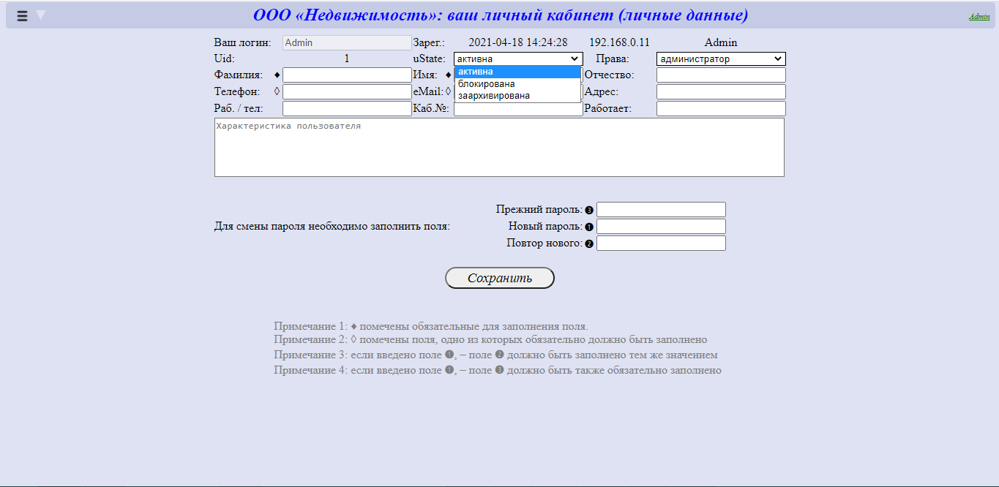 ООО «Недвижимость»: ваш личный кабинет (личные данные)
Admin
Ваш логин: Admin Зарег.: 2021-04-18 14:24:28 192.168.0.11 Admin
Uid: 1 uState: активна Права: администратор
Фамилия: ♦ Имя: ♦ активна Отчество:
блокирована
Телефон: ◊ eMail: ◊ заархивирована Адрес:
Раб. / тел: Каб.№: Работает:
Характеристика пользователя
Прежний пароль: ❸
Для смены пароля необходимо заполнить поля: Новый пароль: ❶
Повтор нового: ❷
Сохранить
Примечание 1: ♦ помечены обязательные для заполнения поля.
Примечание 2: ◊ помечены поля, одно из которых обязательно должно быть заполнено
Примечание 3: если введено поле ❶, – поле ❷ должно быть заполнено тем же значением
Примечание 4: если введено поле ❶, – поле ❸ должно быть также обязательно заполнено